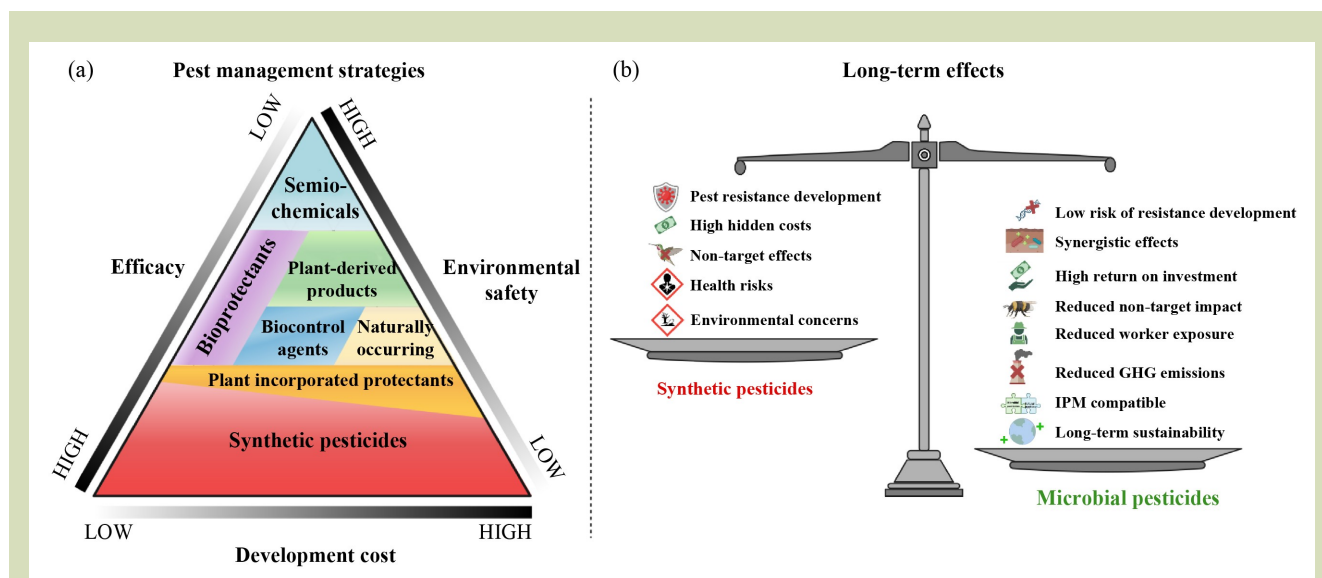 (a)
Pest management strategies
LOW
HIGH
Semio-
chemicals
Bioprotectants
Plant-derived
products
Efficacy
Environmental
safety
Biocontrol
agents
Naturally
occurring
Plant incorporated protectants
Synthetic pesticides
HIGH
LOW
LOW
HIGH
Development cost
(b)
Long-term effects
Pest resistance development
High hidden costs
Non-target effects
Health risks
Environmental concerns
Synthetic pesticides
Low risk of resistance development
Synergistic effects
High return on investment
Reduced non-target impact
Reduced worker exposure
Reduced GHG emissions
IPM compatible
Long-term sustainability
Microbial pesticides